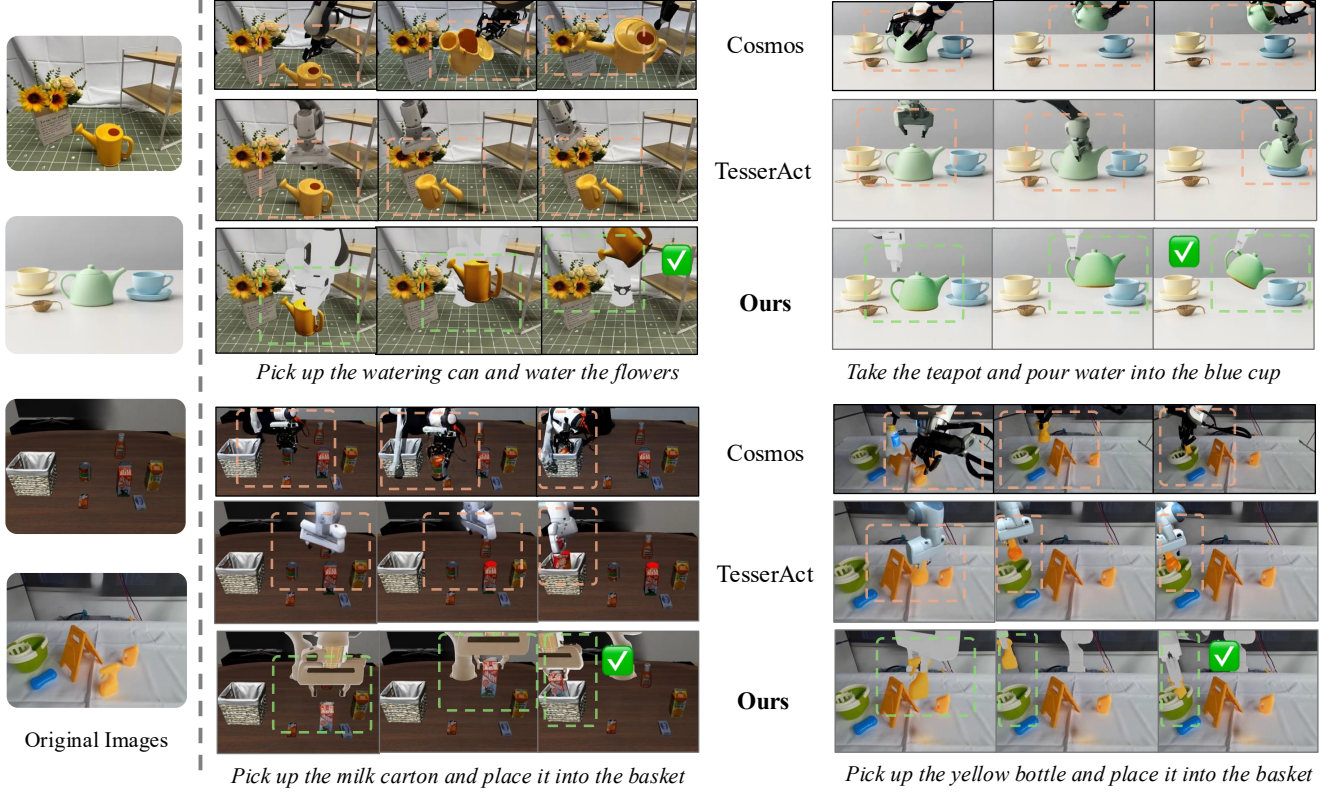 Cosmos
TesserAct
Ours
Pick up the watering can and water the flowers
Take the teapot and pour water into the blue cup
Cosmos
TesserAct
Ours
Original Images
Pick up the milk carton and place it into the basket
Pick up the yellow bottle and place it into the basket